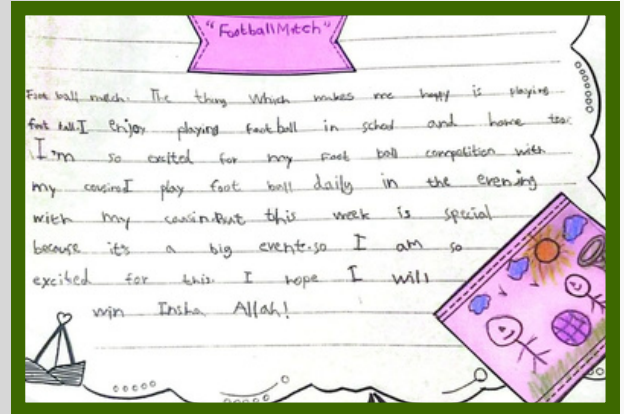 "Football Match"
Foot ball mech. The thing which makes me happy is playing
foot ball.I enjoy playing foot ball in school and home too.
I'm so excited for my Foot ball competition with
my cousins.I play foot ball daily in the evening
with my cousin.But this week is special
because it's a big event.so I am so
excited for this. I hope I will
win Insha Allah!